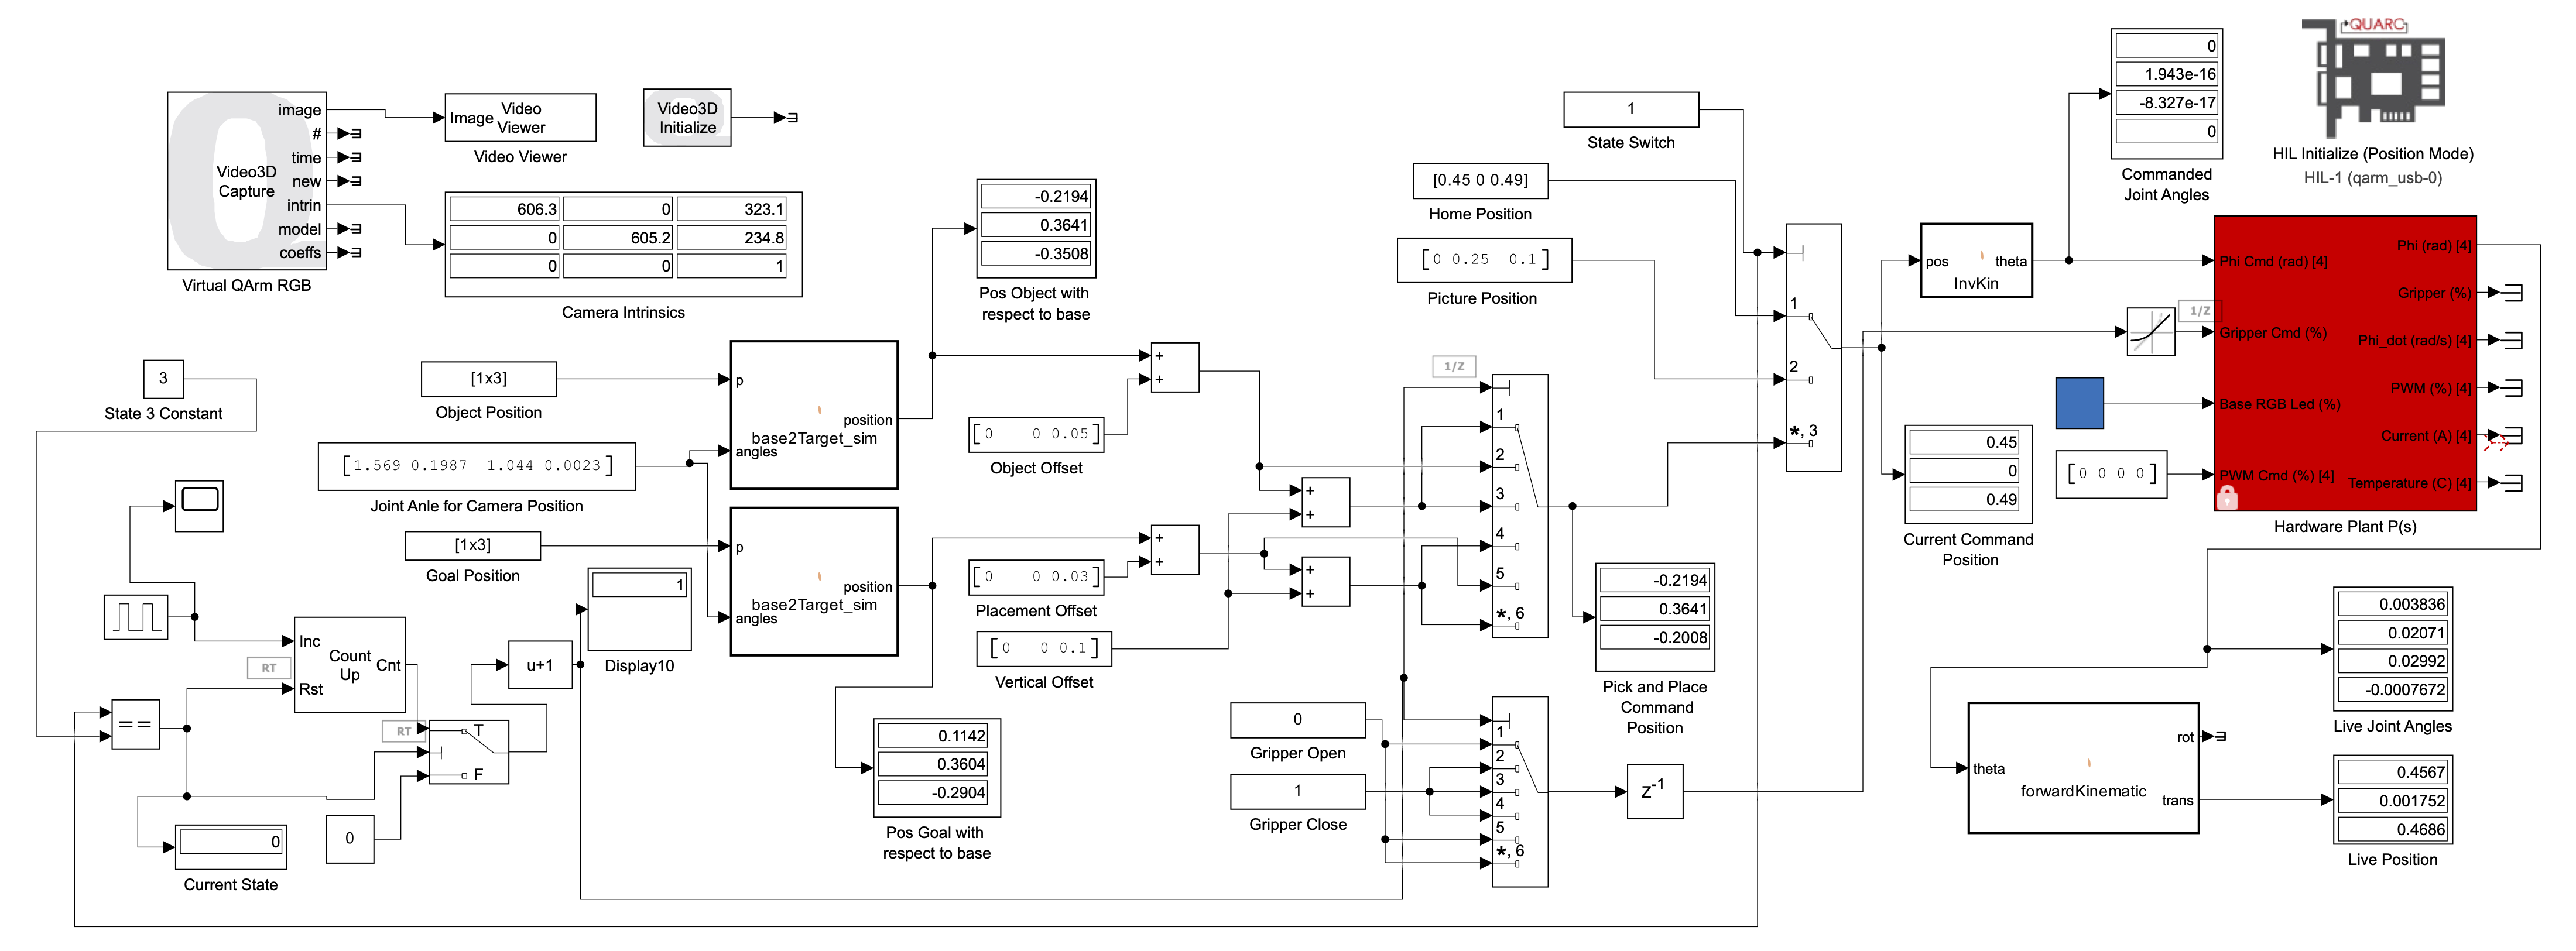 QUARC
HIL Initialize (Position Mode)
HIL-1 (qarm_usb-0)
image
#
time
new
intrin
model
coeffs
Video3D
Capture
Virtual QArm RGB
Image
Video
Viewer
Video Viewer
Video3D
Initialize
606.3 0 323.1
0 605.2 234.8
0 0 1
Camera Intrinsics
-0.2194
0.3641
-0.3508
Pos Object with
respect to base
1
State Switch
[0.45 0 0.49]
Home Position
[0 0.25 0.1]
Picture Position
0
1.943e-16
-8.327e-17
0
Commanded
Joint Angles
1
2
*, 3
pos
theta
InvKin
1/Z
Phi Cmd (rad) [4]
Gripper Cmd (%)
Base RGB Led (%)
PWM Cmd (%) [4]
Phi (rad) [4]
Gripper (%)
Phi_dot (rad/s) [4]
PWM (%) [4]
Current (A) [4]
Temperature (C) [4]
Hardware Plant P(s)
[0 0 0 0]
0.45
0
0.49
Current Command
Position
3
State 3 Constant
[1x3]
Object Position
[1.569 0.1987 1.044 0.0023]
Joint Anle for Camera Position
[1x3]
Goal Position
p
angles
position
base2Target_sim
p
angles
position
base2Target_sim
+
+
[0 0 0.05]
Object Offset
+
+
[0 0 0.03]
Placement Offset
[0 0 0.1]
Vertical Offset
+
+
+
+
1/Z
1
2
3
4
5
*, 6
-0.2194
0.3641
-0.2008
Pick and Place
Command
Position
Inc
Rst
Count
Up
Cnt
RT
RT
==
T
F
u+1
1
Display10
0
0
Current State
0.1142
0.3604
-0.2904
Pos Goal with
respect to base
0
Gripper Open
1
Gripper Close
1
2
3
4
5
*, 6
z-1
theta
rot
trans
forwardKinematic
0.003836
0.02071
0.02992
-0.0007672
Live Joint Angles
0.4567
0.001752
0.4686
Live Position